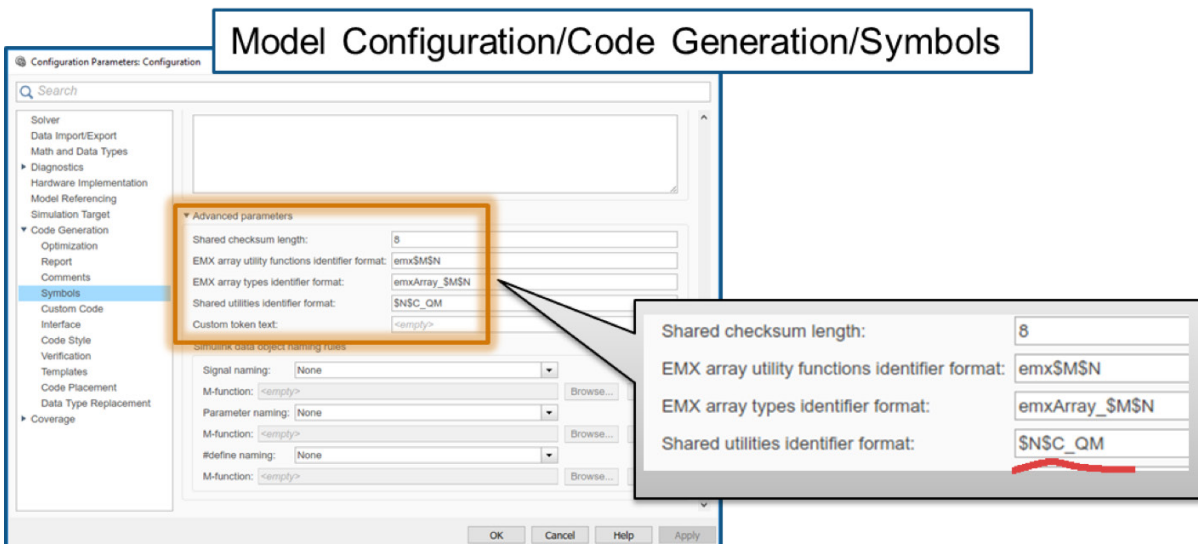 Model Configuration/Code Generation/Symbols
Configuration Parameters: Configuration
Search
Solver
Data Import/Export
Math and Data Types
Diagnostics
Hardware Implementation
Model Referencing
Simulation Target
Code Generation
Optimization
Report
Comments
Symbols
Custom Code
Interface
Code Style
Verification
Templates
Code Placement
Data Type Replacement
Coverage
Advanced parameters
Shared checksum length: 8
EMX array utility functions identifier format: emx$M$N
EMX array types identifier format: emxArray_$M$N
Shared utilities identifier format: $N$C_QM
Custom token text: <empty>
Simulink data object naming rules
Signal naming: None
M-function: <empty> Browse...
Parameter naming: None
M-function: <empty> Browse...
#define naming: None
M-function: <empty> Browse...
OK Cancel Help Apply
Shared checksum length: 8
EMX array utility functions identifier format: emx$M$N
EMX array types identifier format: emxArray_$M$N
Shared utilities identifier format: $N$C_QM